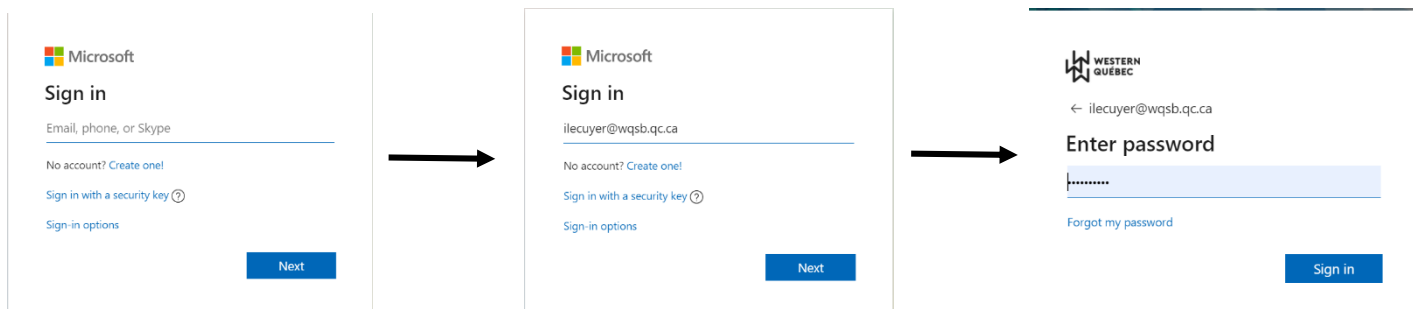 Microsoft
Sign in
Email, phone, or Skype
No account? Create one!
Sign in with a security key
Sign-in options
Next
Microsoft
Sign in
ilecuyer@wqsb.qc.ca
No account? Create one!
Sign in with a security key
Sign-in options
Next
WESTERN
QUÉBEC
← ilecuyer@wqsb.qc.ca
Enter password
••••••••••
Forgot my password
Sign in